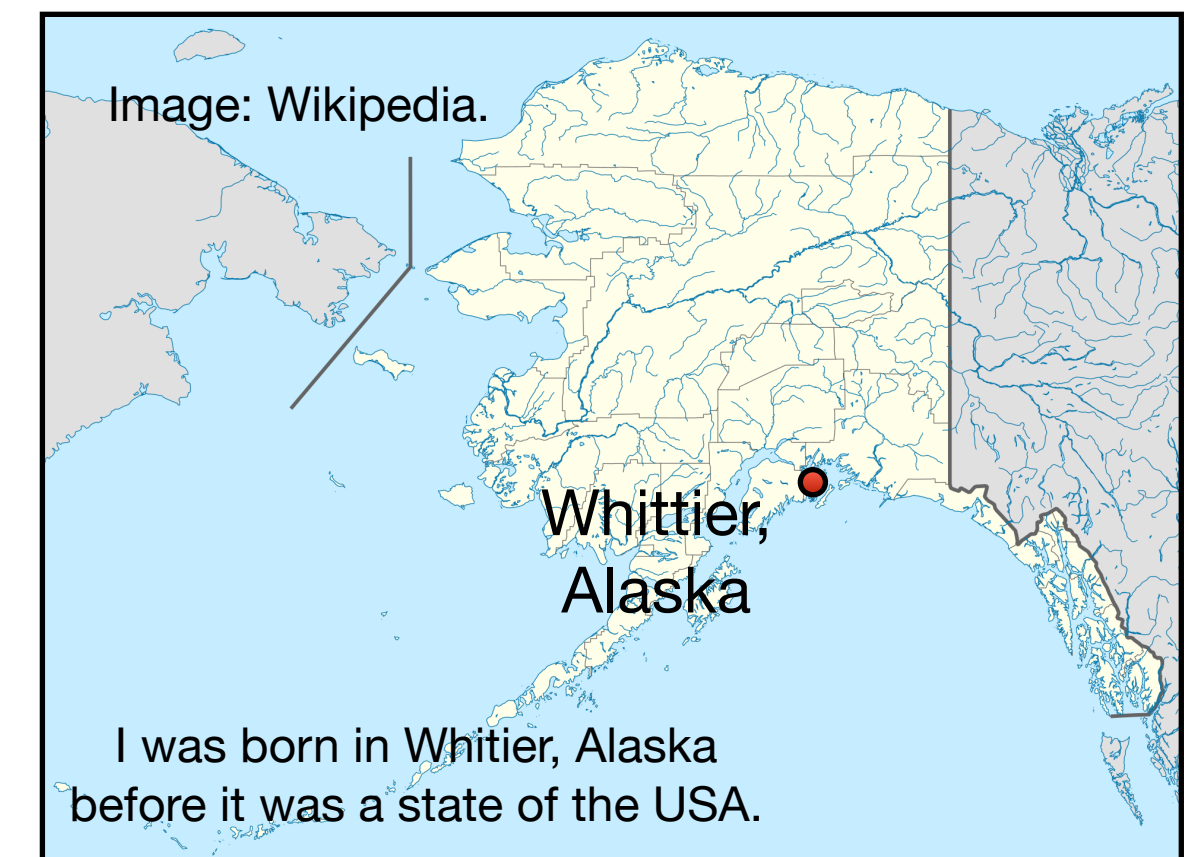 Image: Wikipedia.
Whittier,
Alaska
I was born in Whitier, Alaska
before it was a state of the USA.